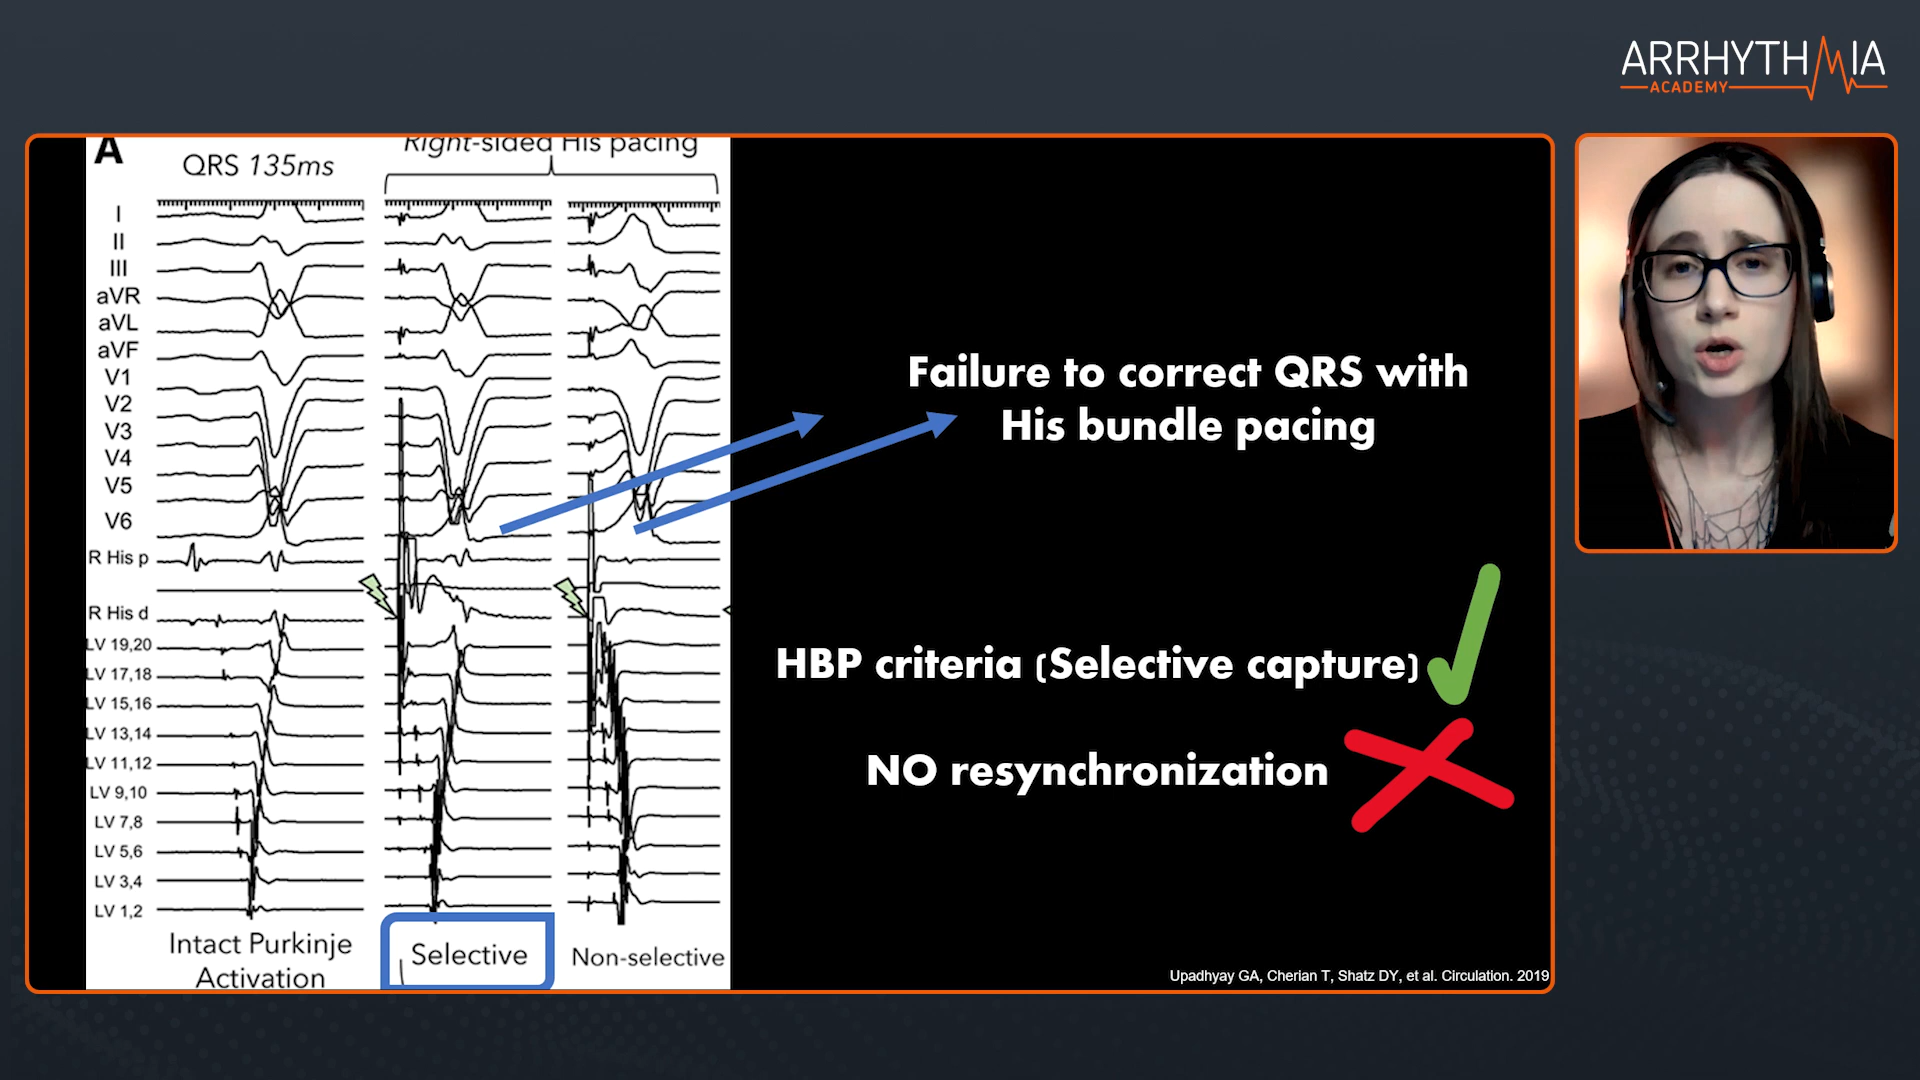 ARRHYTHMIA
ACADEMY
A
QRS 135ms
Right-sided His pacing
I
II
III
aVR
aVL
aVF
V1
V2
V3
V4
V5
V6
R His p
R His d
LV 19,20
LV 17,18
LV 15,16
LV 13,14
LV 11,12
LV 9,10
LV 7,8
LV 5,6
LV 3,4
LV 1,2
Intact Purkinje
Activation
Selective
Non-selective
Failure to correct QRS with
His bundle pacing
HBP criteria (Selective capture)
NO resynchronization
Upadhyay GA, Cherian T, Shatz DY, et al. Circulation. 2019